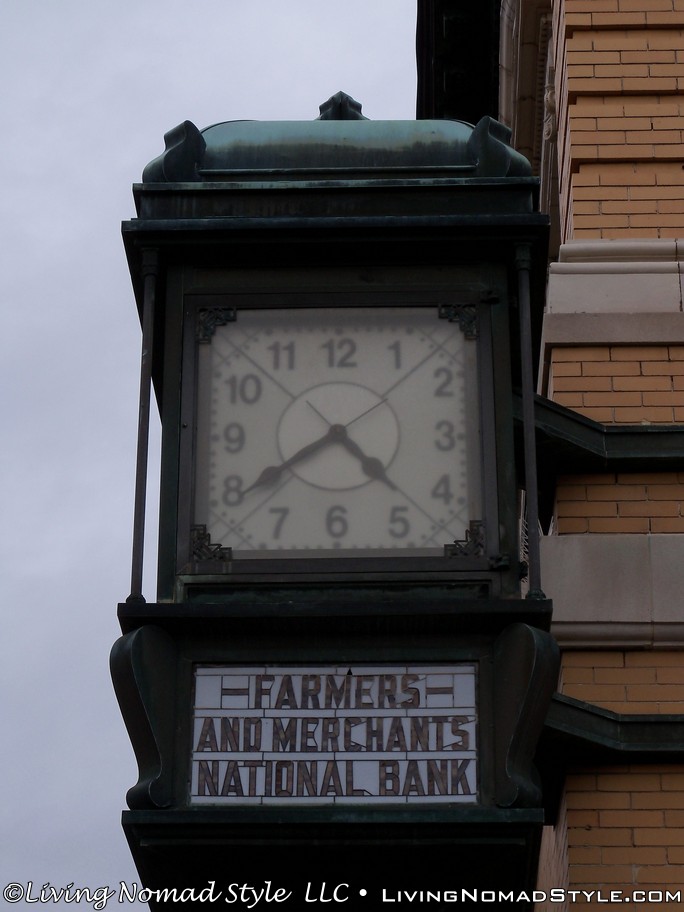 12
11 1
10 2
9 3
8 4
7 5
6
FARMERS
AND MERCHANTS
NATIONAL BANK
©Living Nomad Style LLC • LivingNomadStyle.com